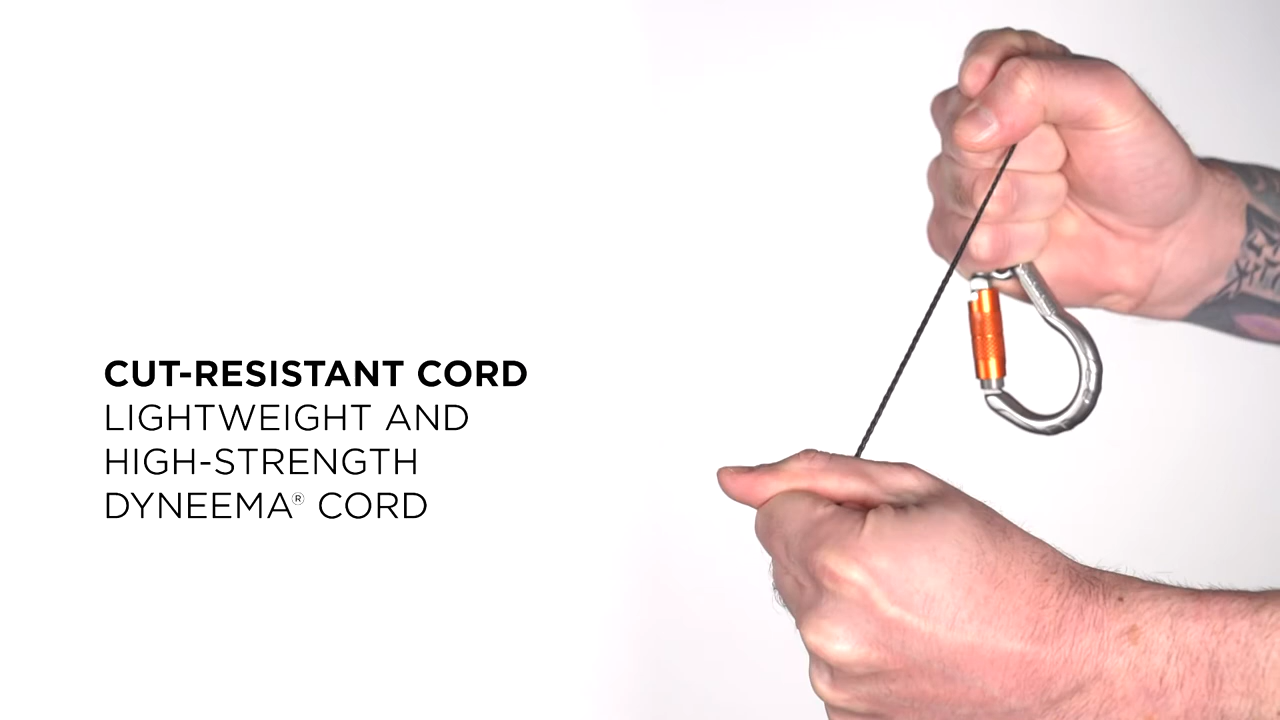 CUT-RESISTANT CORD
LIGHTWEIGHT AND
HIGH-STRENGTH
DYNEEMA® CORD